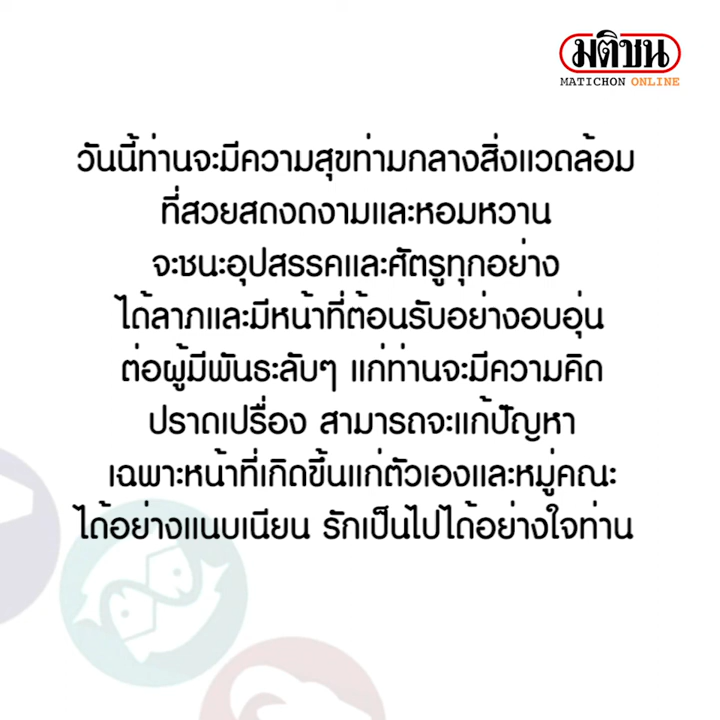 มติชน
MATICHON ONLINE
วันนี้ท่านจะมีความสุขท่ามกลางสิ่งแวดล้อม
ที่สวยสดงดงามและหอมหวาน
จะชนะอุปสรรคและศัตรูทุกอย่าง
ได้ลาภและมีหน้าที่ต้อนรับอย่างอบอุ่น
ต่อผู้มีพันธะลับๆ แก่ท่านจะมีความคิด
ปราดเปรื่อง สามารถจะแก้ปัญหา
เฉพาะหน้าที่เกิดขึ้นแก่ตัวเองและหมู่คณะ
ได้อย่างแนบเนียน รักเป็นไปได้อย่างใจท่าน